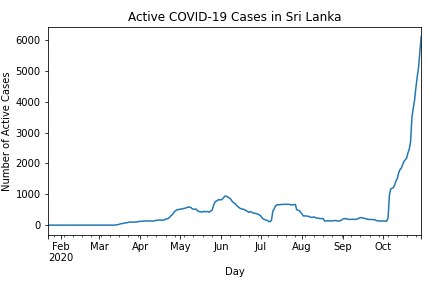 Active COVID-19 Cases in Sri Lanka
Number of Active Cases
6000
5000
4000
3000
2000
1000
0
Feb Mar Apr May Jun Jul Aug Sep Oct
2020
Day